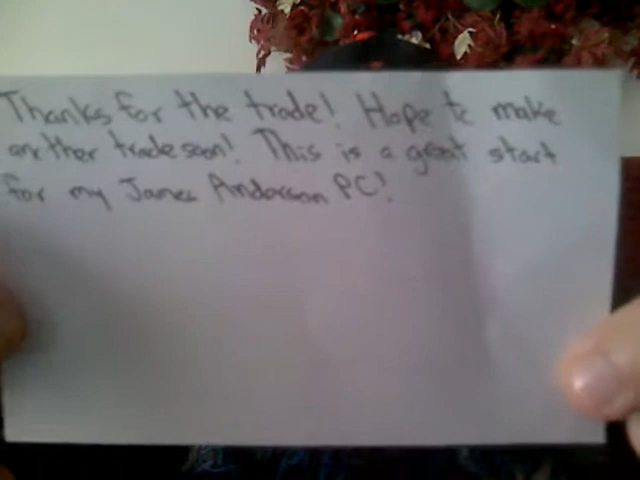 Thanks for the trade! Hope to make
another trade soon! This is a great start
for my James Anderson PC!